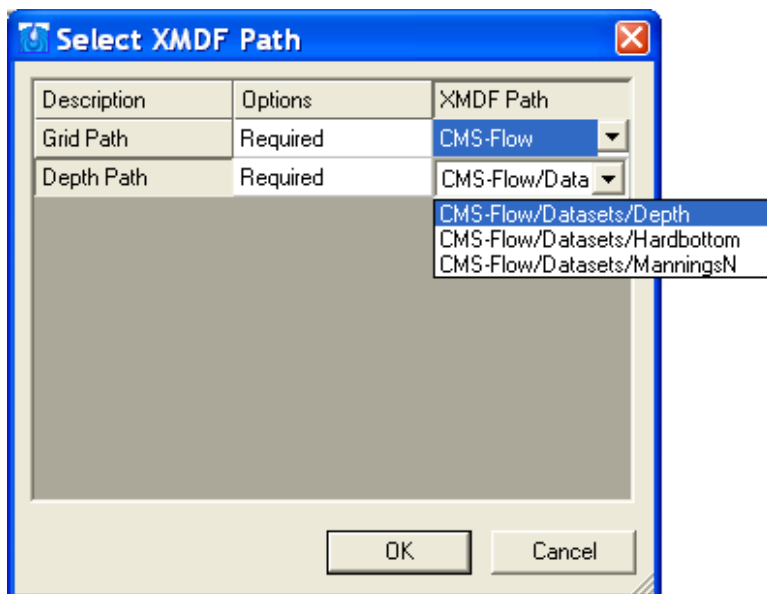 Select XMDF Path
Description Options XMDF Path
Grid Path Required CMS-Flow
Depth Path Required CMS-Flow/Data
CMS-Flow/Datasets/Depth
CMS-Flow/Datasets/Hardbottom
CMS-Flow/Datasets/ManningsN
OK Cancel